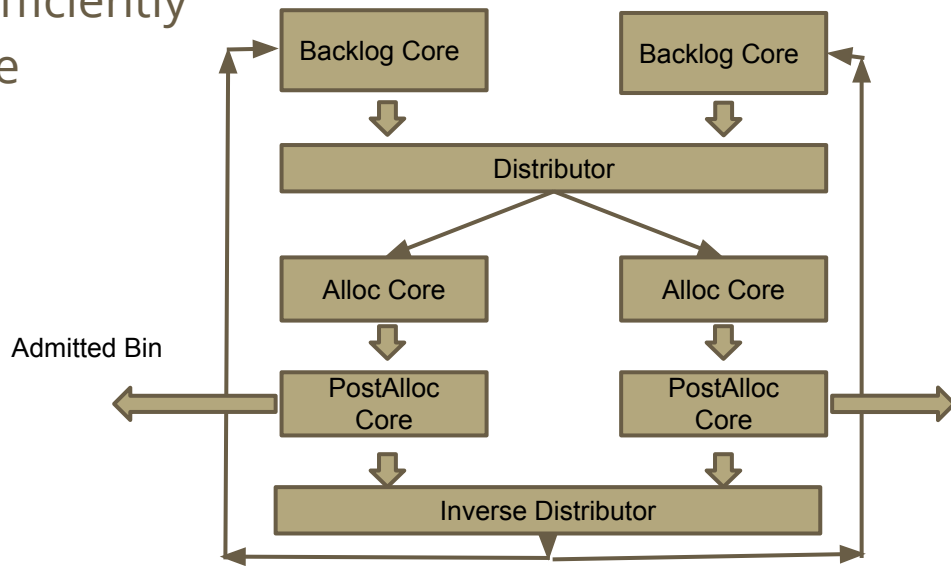 e
Backlog Core
Backlog Core
Distributor
Alloc Core
Alloc Core
Admitted Bin
PostAlloc
Core
PostAlloc
Core
Inverse Distributor